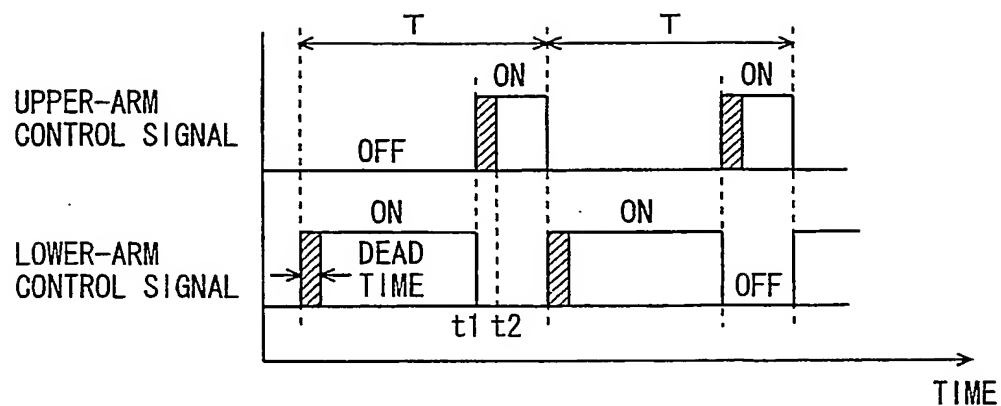 T T
ON ON
UPPER-ARM
CONTROL SIGNAL
OFF
ON ON
LOWER-ARM
CONTROL SIGNAL
DEAD
TIME
OFF
t1 t2
TIME